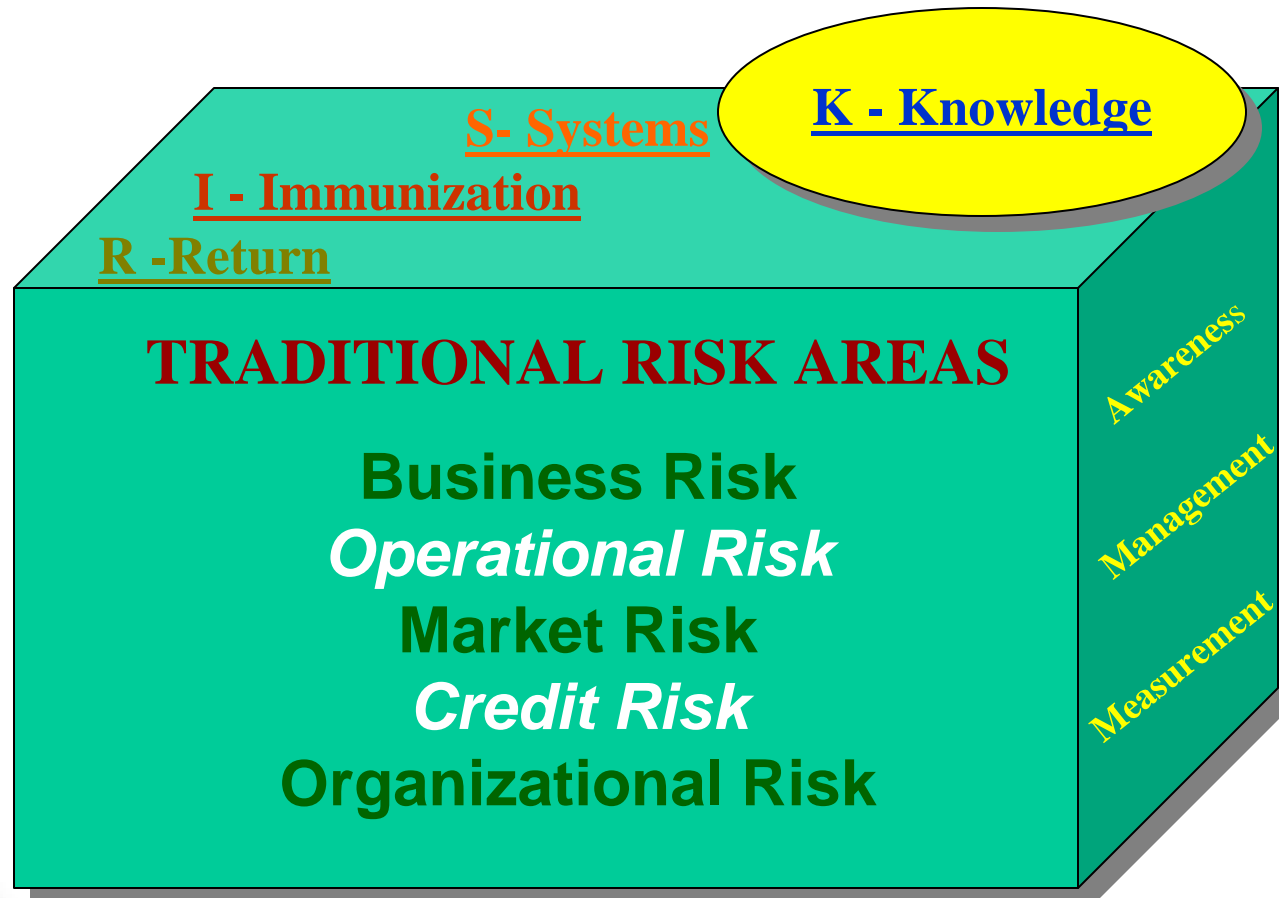 K - Knowledge
S- Systems
I - Immunization
R -Return
TRADITIONAL RISK AREAS
Business Risk
Operational Risk
Market Risk
Credit Risk
Organizational Risk
Awareness
Management
Measurement